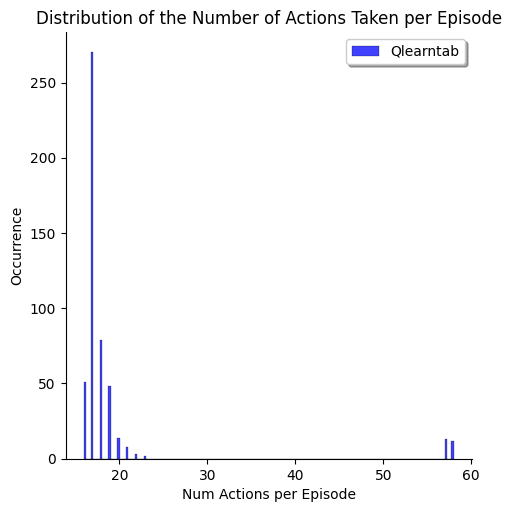 Distribution of the Number of Actions Taken per Episode
Qlearntab
250
200
150
100
50
0
Occurrence
20 30 40 50 60
Num Actions per Episode